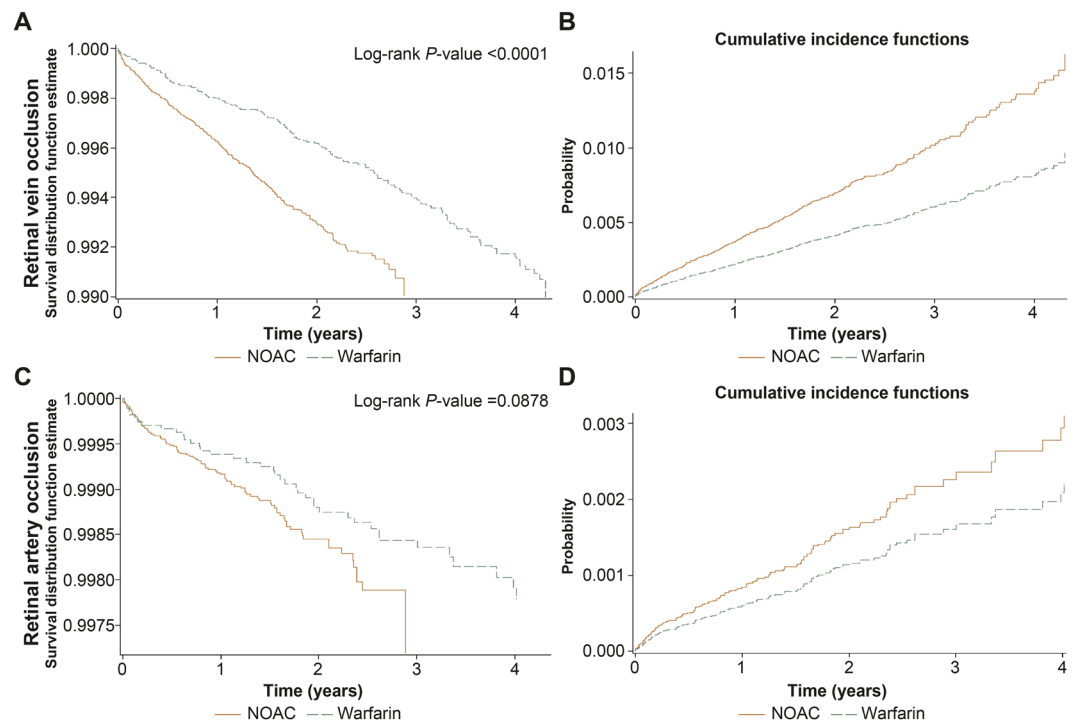 A
Log-rank P-value <0.0001
Retinal vein occlusion
Survival distribution function estimate
1.000
0.998
0.996
0.994
0.992
0.990
0 1 2 3 4
Time (years)
NOAC Warfarin
B
Cumulative incidence functions
Probability
0.015
0.010
0.005
0.000
0 1 2 3 4
Time (years)
NOAC Warfarin
C
Log-rank P-value =0.0878
Retinal artery occlusion
Survival distribution function estimate
1.0000
0.9995
0.9990
0.9985
0.9980
0.9975
0 1 2 3 4
Time (years)
NOAC Warfarin
D
Cumulative incidence functions
Probability
0.003
0.002
0.001
0.000
0 1 2 3 4
Time (years)
NOAC Warfarin